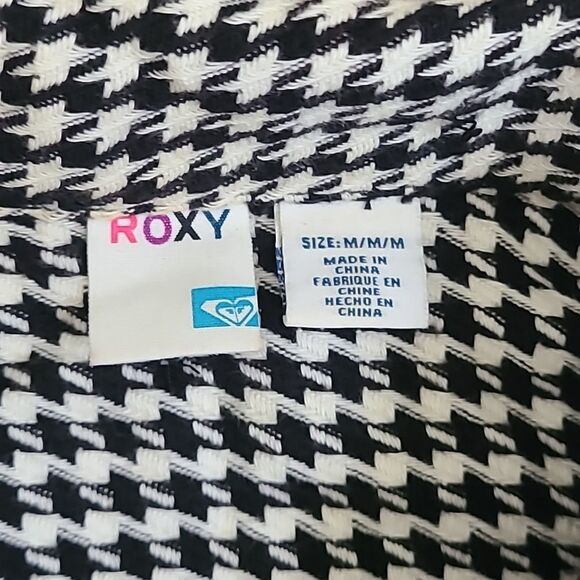 ROXY
SIZE: M/M/M
MADE IN
CHINA
FABRIQUE EN
CHINE
HECHO EN
CHINA